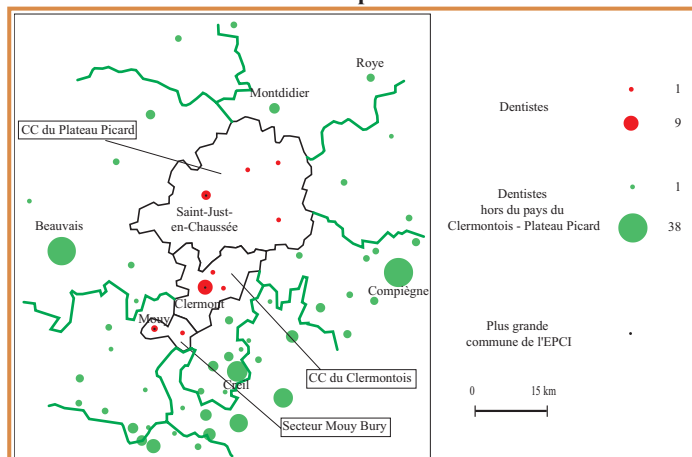 Roye
Montdidier
CC du Plateau Picard
Saint-Just-
en-Chaussée
Beauvais
Compiègne
Clermont
Mouy
CC du Clermontois
Creil
Secteur Mouy Bury
Dentistes
1
9
Dentistes
hors du pays du
Clermontois - Plateau Picard
1
38
Plus grande
commune de l'EPCI
0 15 km